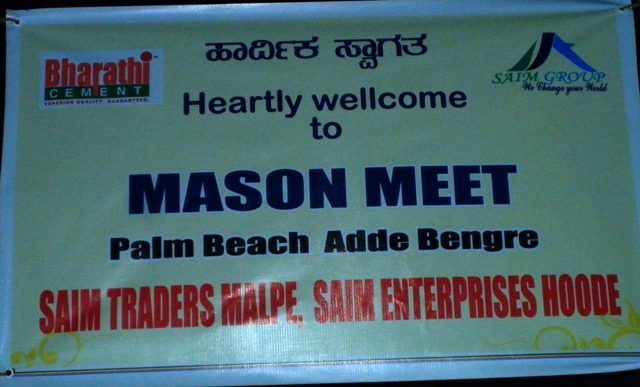 ಹಾರ್ದಿಕ ಸ್ವಾಗತ
Bharathi
CEMENT
SUPERIOR QUALITY. GUARANTEED.
SAIM GROUP
We Change your World
Heartly wellcome
to
MASON MEET
Palm Beach Adde Bengre
SAIM TRADERS MALPE. SAIM ENTERPRISES HOODE